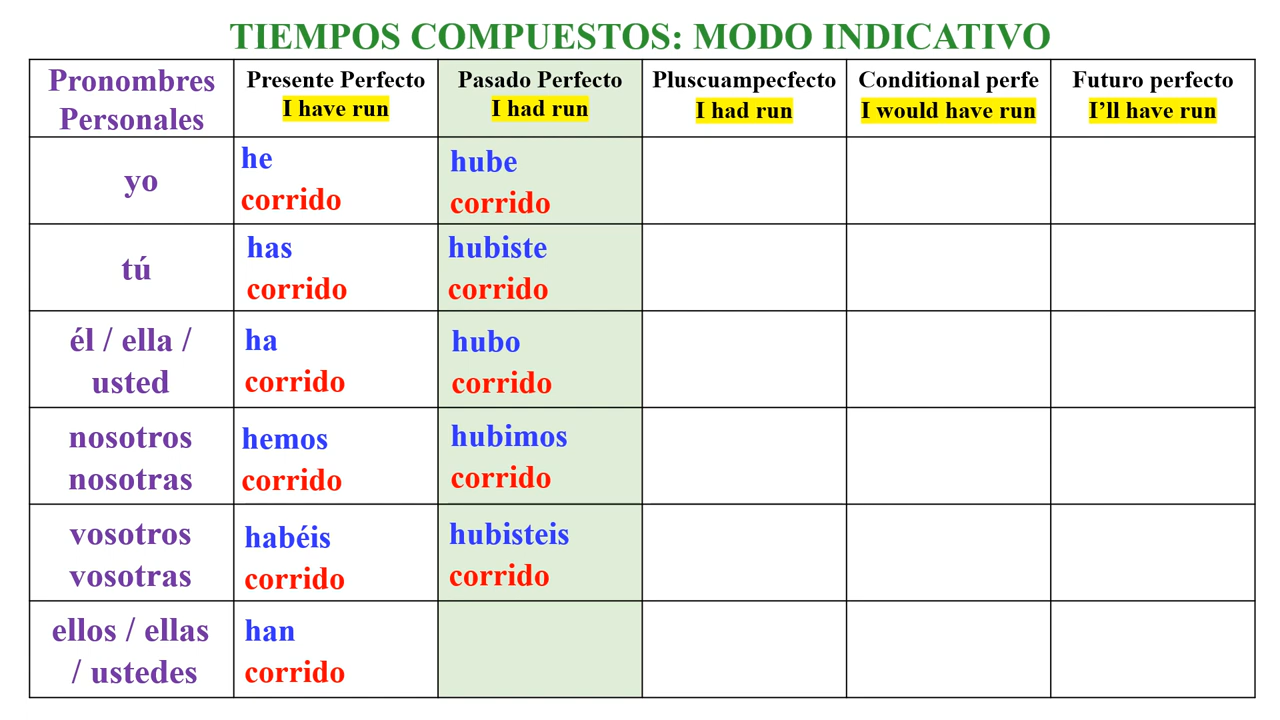 TIEMPOS COMPUESTOS: MODO INDICATIVO
Pronombres
Personales
Presente Perfecto
I have run
Pasado Perfecto
I had run
Pluscuampecfecto
I had run
Conditional perfe
I would have run
Futuro perfecto
I’ll have run
yo
he
corrido
hube
corrido
tú
has
corrido
hubiste
corrido
él / ella /
usted
ha
corrido
hubo
corrido
nosotros
nosotras
hemos
corrido
hubimos
corrido
vosotros
vosotras
habéis
corrido
hubisteis
corrido
ellos / ellas
/ ustedes
han
corrido